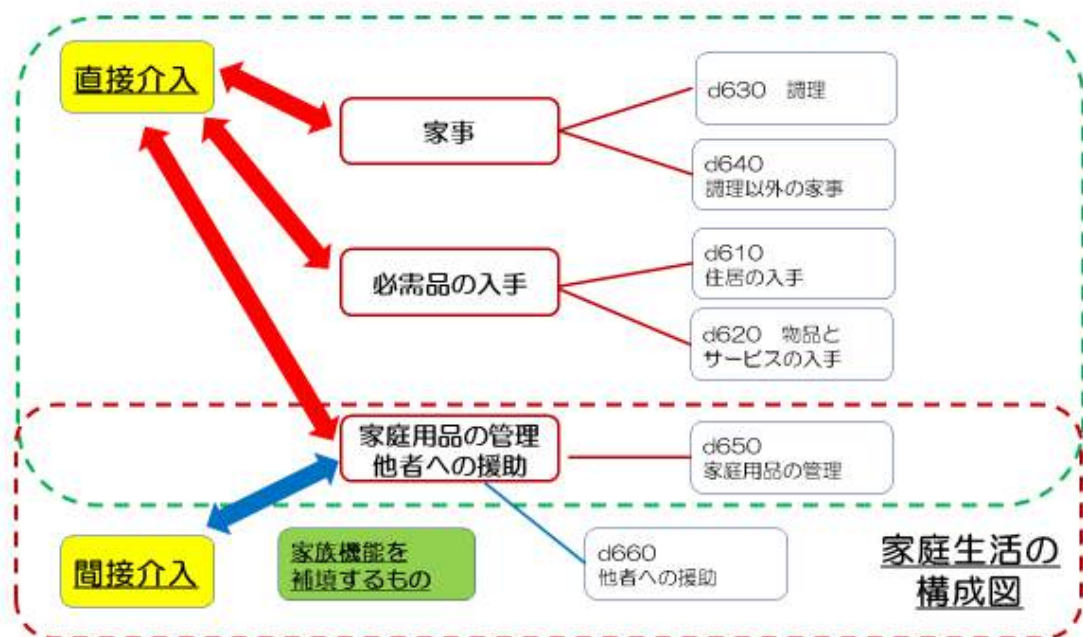 直接介入
家事
d630　調理
d640
調理以外の家事
必需品の入手
d610
住居の入手
d620　物品と
サービスの入手
家庭用品の管理
他者への援助
d650
家庭用品の管理
間接介入
家族機能を
補填するもの
d660
他者への援助
家庭生活の
構成図